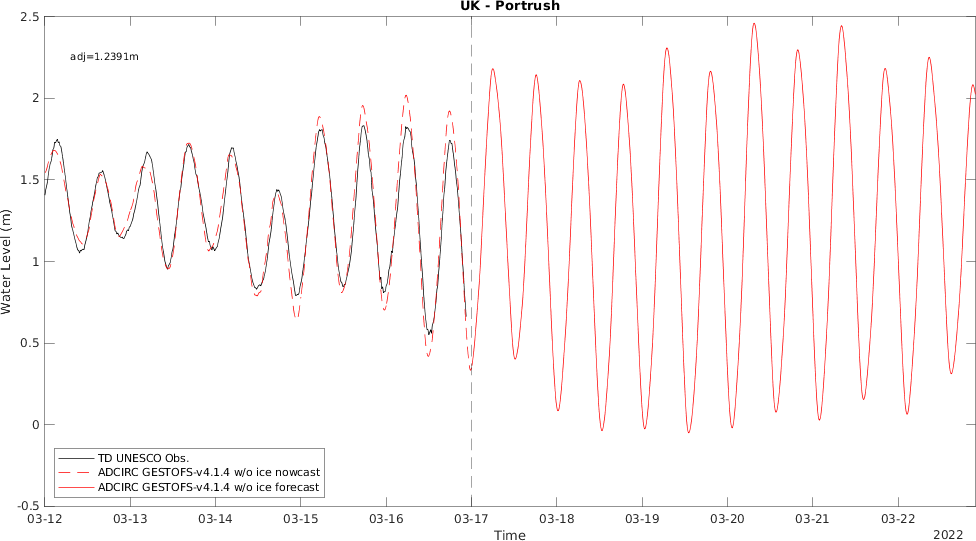 UK - Portrush
adj=1.2391m
2.5
2
1.5
1
0.5
0
-0.5
Water Level (m)
TD UNESCO Obs.
ADCIRC GESTOFS-v4.1.4 w/o ice nowcast
ADCIRC GESTOFS-v4.1.4 w/o ice forecast
03-12 03-13 03-14 03-15 03-16 03-17 03-18 03-19 03-20 03-21 03-22
Time
2022